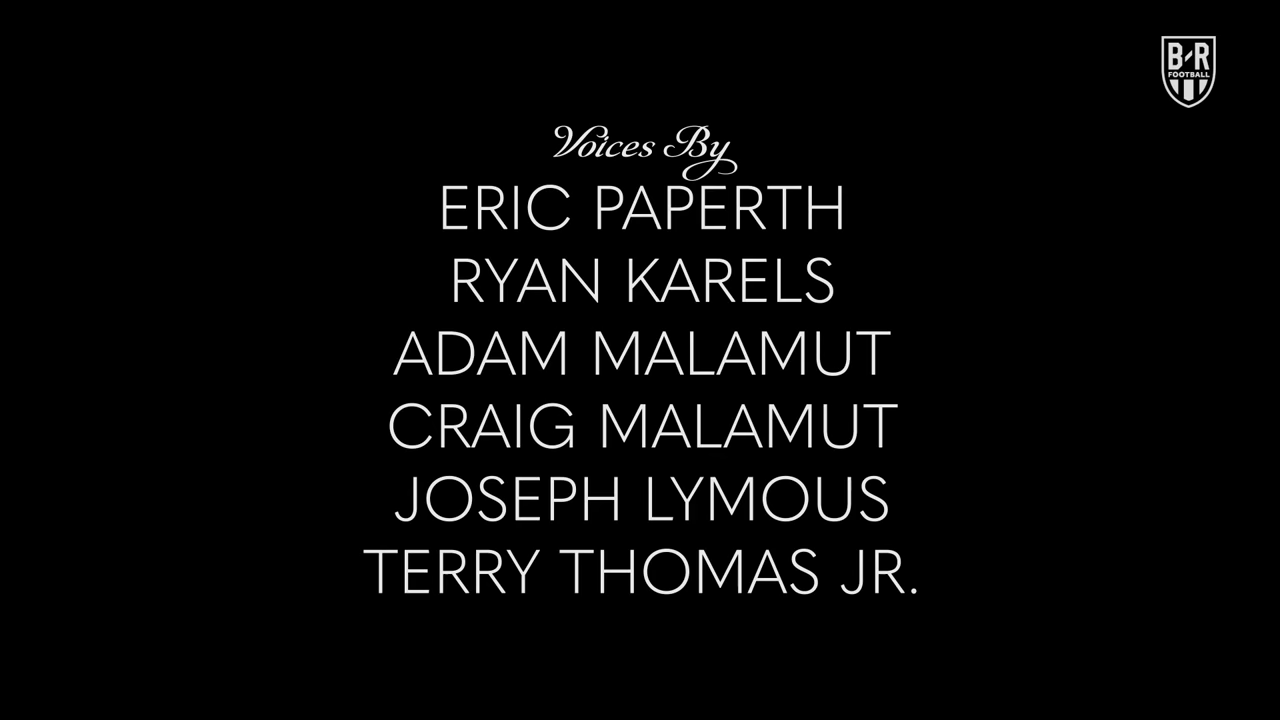 B/R
FOOTBALL
Voices By
ERIC PAPERTH
RYAN KARELS
ADAM MALAMUT
CRAIG MALAMUT
JOSEPH LYMOUS
TERRY THOMAS JR.